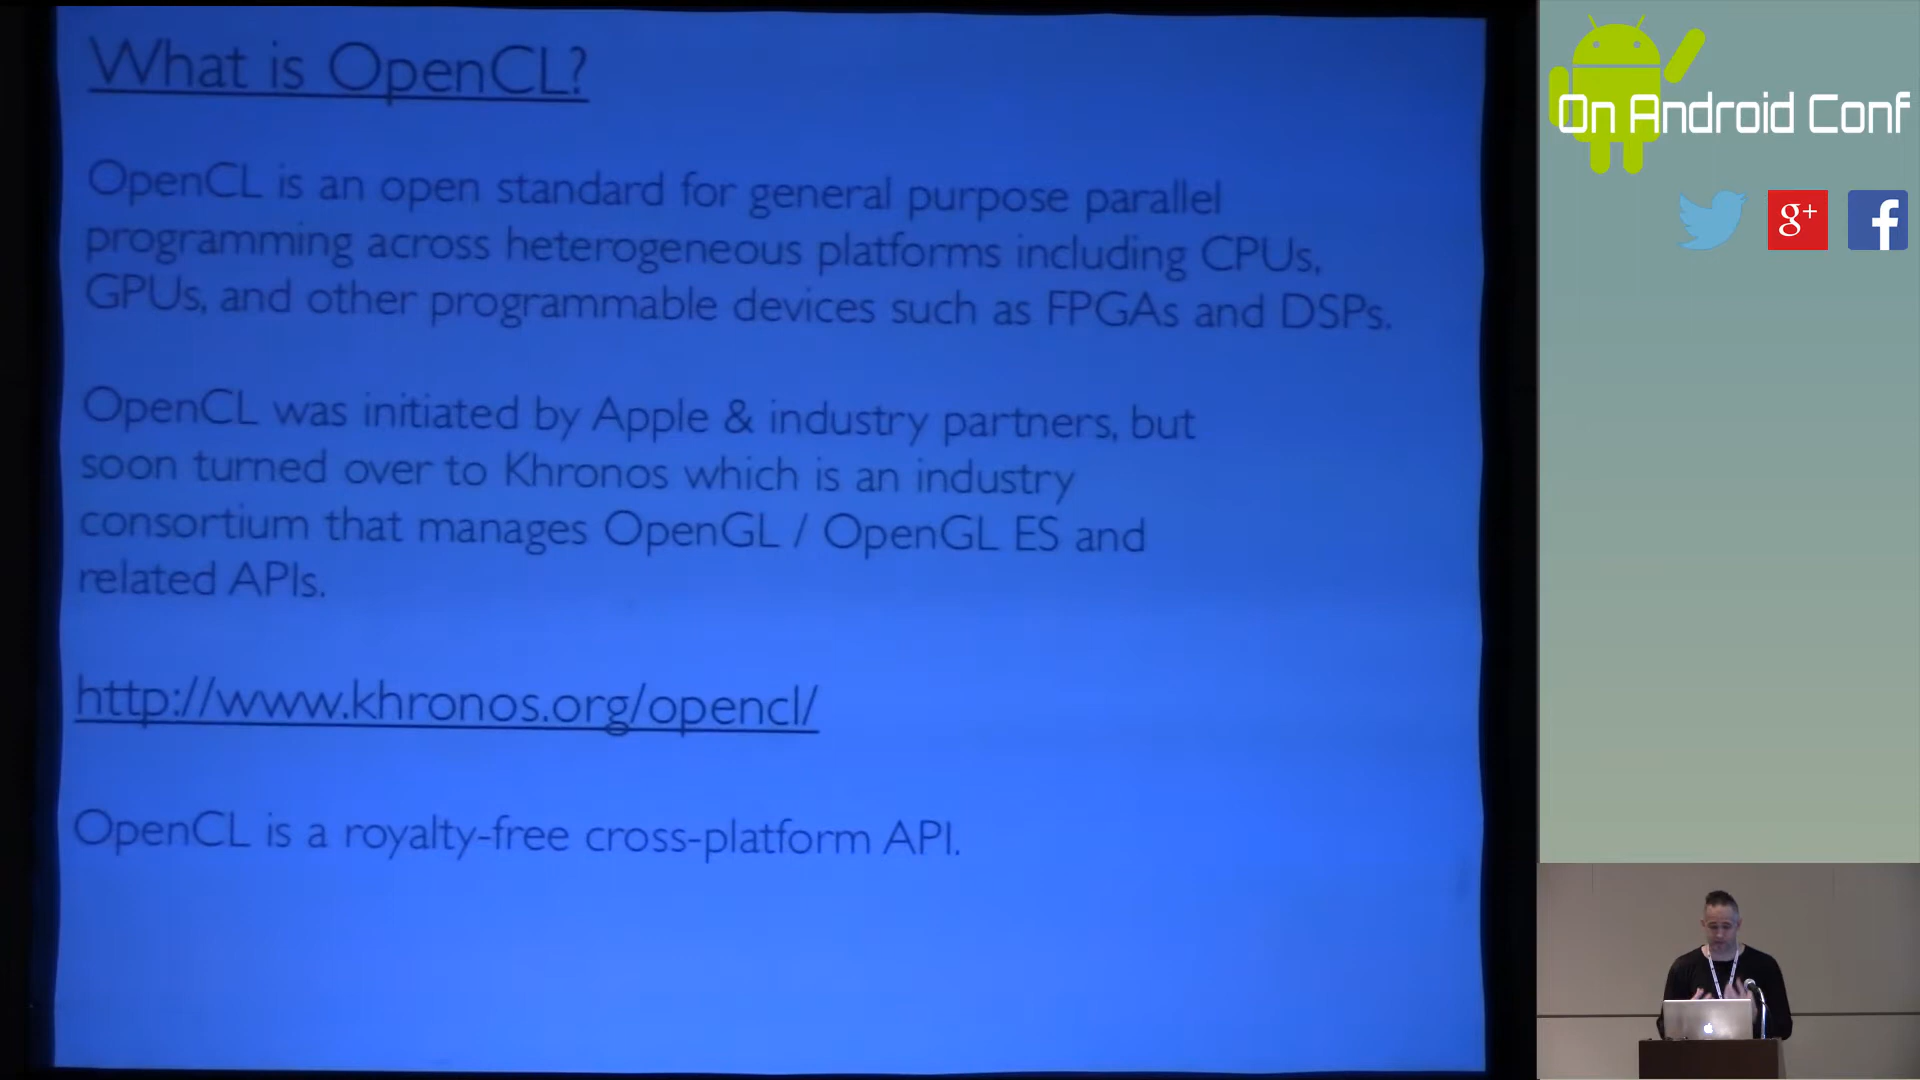 What is OpenCL?
OpenCL is an open standard for general purpose parallel
programming across heterogeneous platforms including CPUs,
GPUs, and other programmable devices such as FPGAs and DSPs.
OpenCL was initiated by Apple & industry partners, but
soon turned over to Khronos which is an industry
consortium that manages OpenGL / OpenGL ES and
related APIs.
http://www.khronos.org/opencl/
OpenCL is a royalty-free cross-platform API.
On Android Conf
g+
f